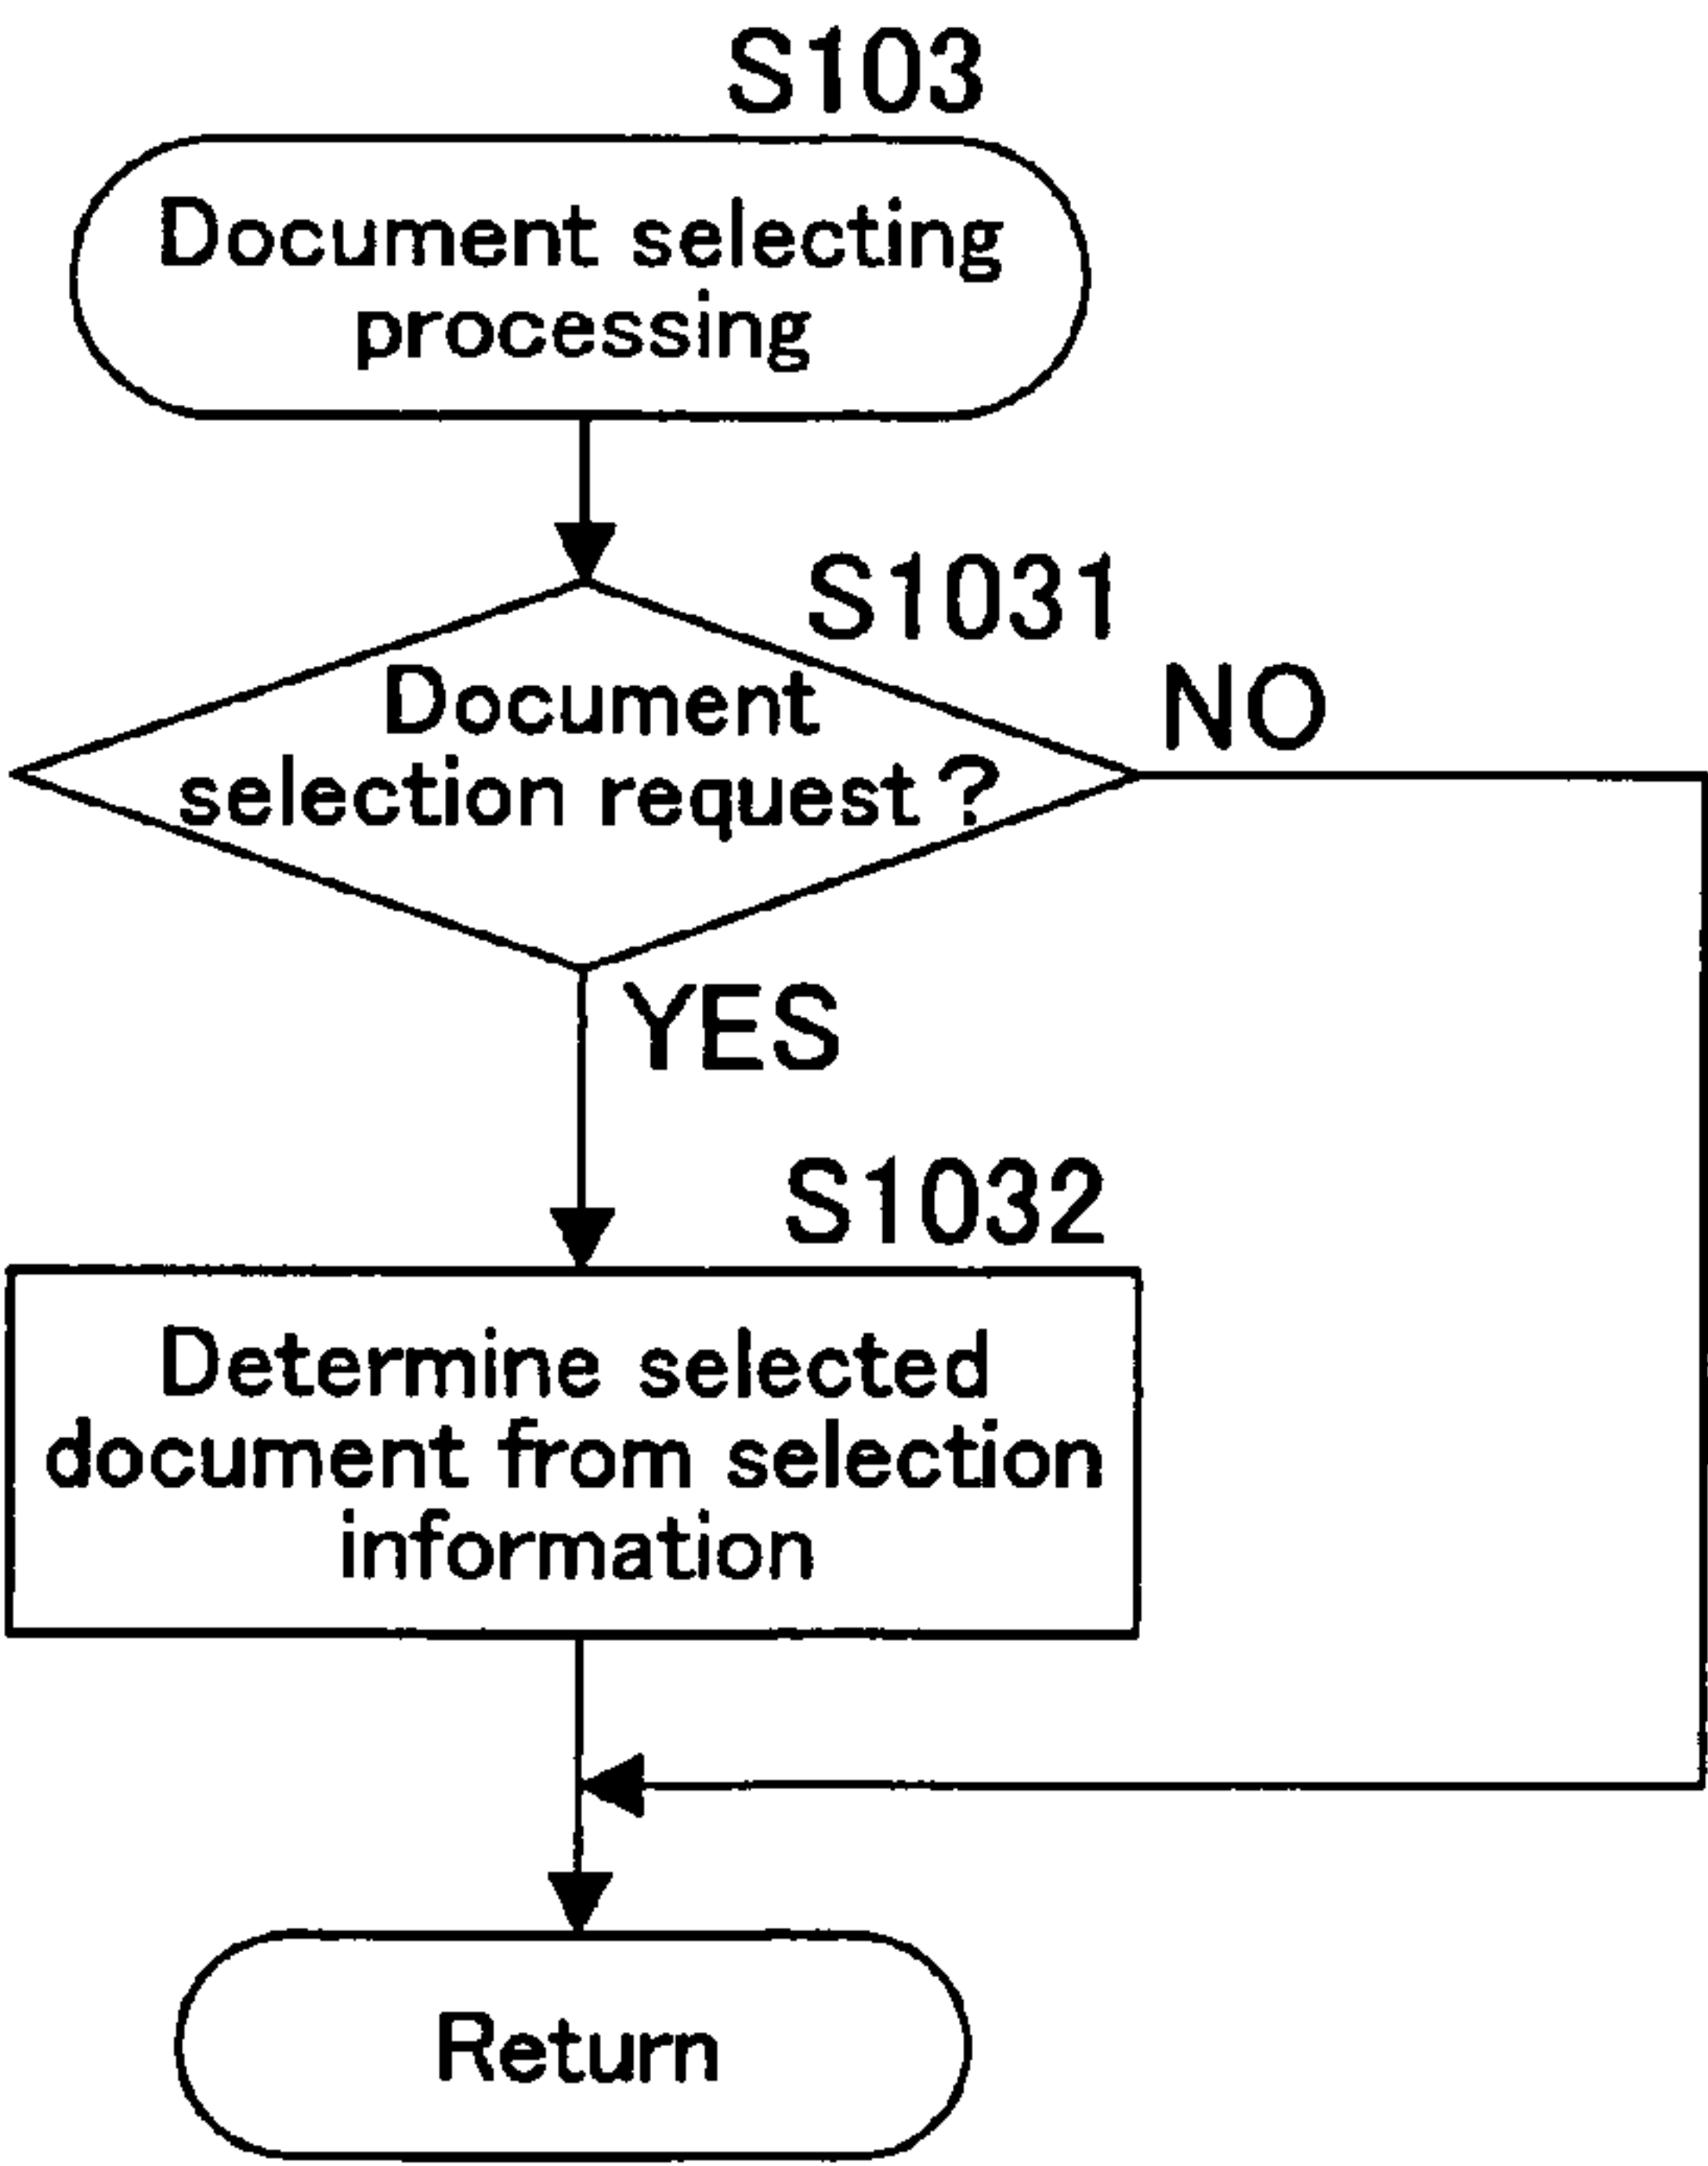 S103
Document selecting
processing
S1031
Document
selection request?
NO
YES
S1032
Determine selected
document from selection
information
Return